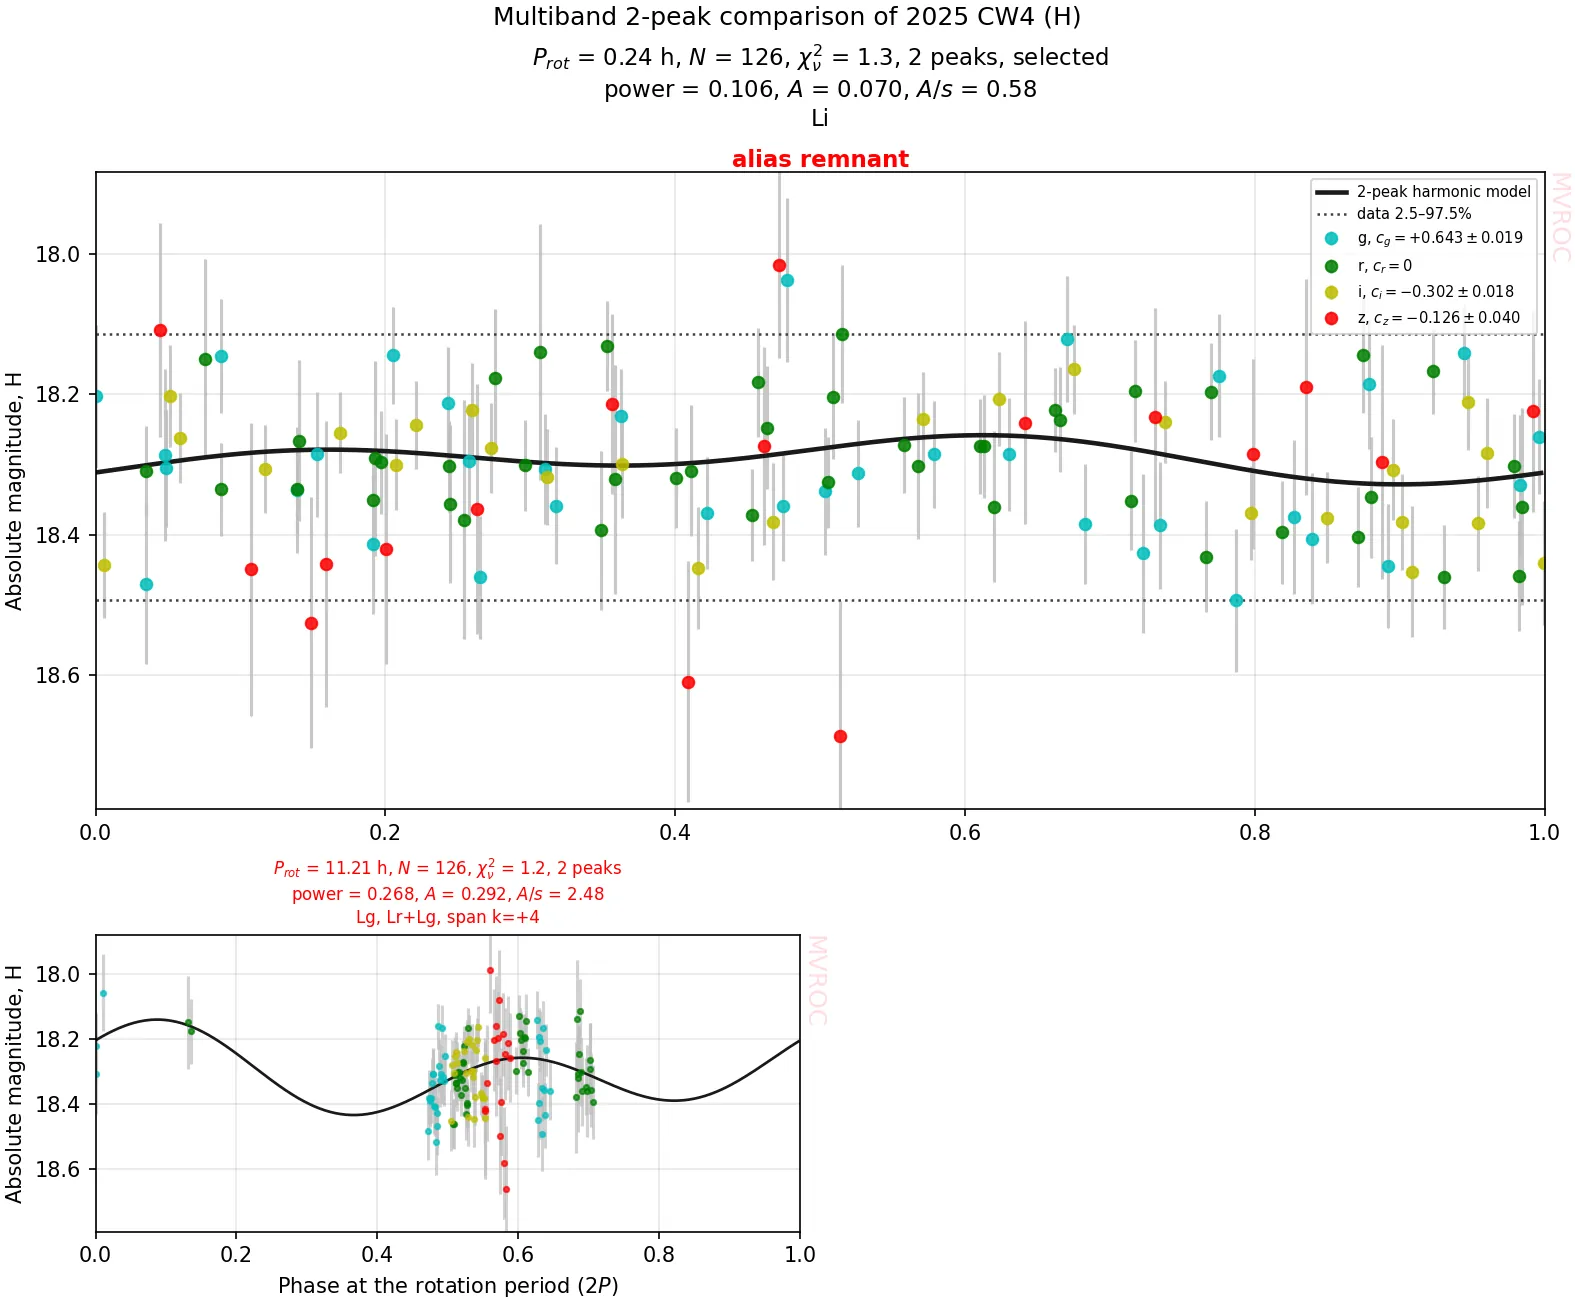 Multiband 2-peak comparison of 2025 CW4 (H)
P_rot = 0.24 h, N = 126, χ²_ν = 1.3, 2 peaks, selected
power = 0.106, A = 0.070, A/s = 0.58
Li
alias remnant
MVROC
2-peak harmonic model
data 2.5–97.5%
g, c_g = +0.643 ± 0.019
r, c_r = 0
i, c_i = −0.302 ± 0.018
z, c_z = −0.126 ± 0.040
Absolute magnitude, H
18.0
18.2
18.4
18.6
0.0 0.2 0.4 0.6 0.8 1.0
P_rot = 11.21 h, N = 126, χ²_ν = 1.2, 2 peaks
power = 0.268, A = 0.292, A/s = 2.48
Lg, Lr+Lg, span k=+4
MVROC
Absolute magnitude, H
18.0
18.2
18.4
18.6
0.0 0.2 0.4 0.6 0.8 1.0
Phase at the rotation period (2P)